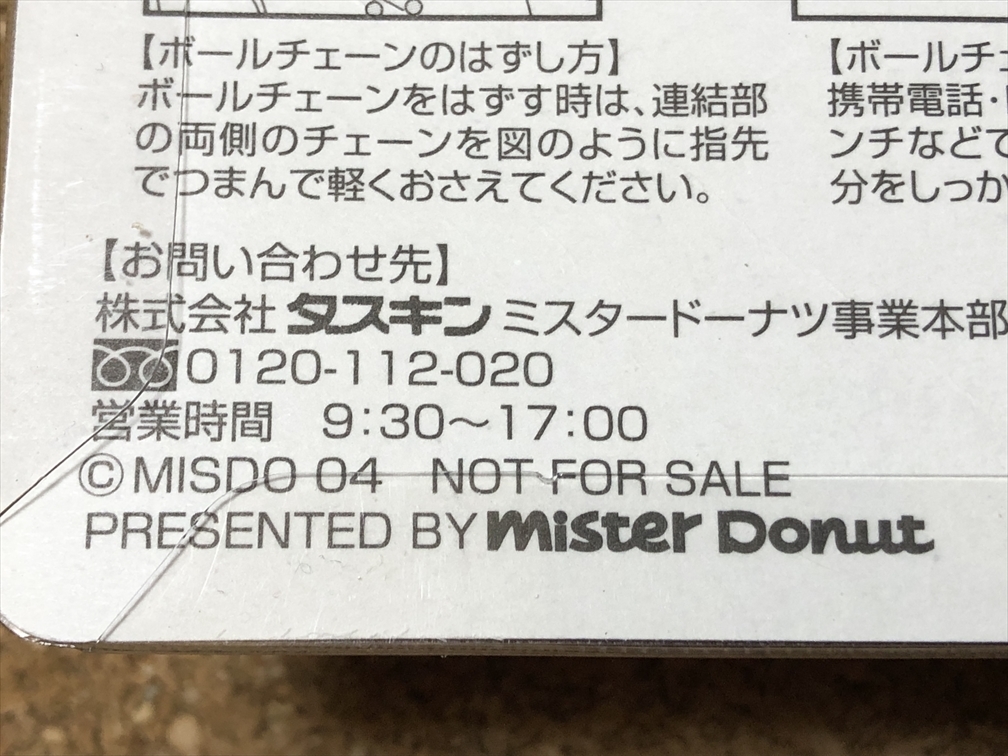 【ボールチェーンのはずし方】
ボールチェーンをはずす時は、連結部
の両側のチェーンを図のように指先
でつまんで軽くおさえてください。
【ボールチェ
携帯電話・
ンチなどで
分をしっか
【お問い合わせ先】
株式会社 ダスキン ミスタードーナツ事業本部
0120-112-020
営業時間 9:30〜17:00
©MISDO 04 NOT FOR SALE
PRESENTED BY mister Donut